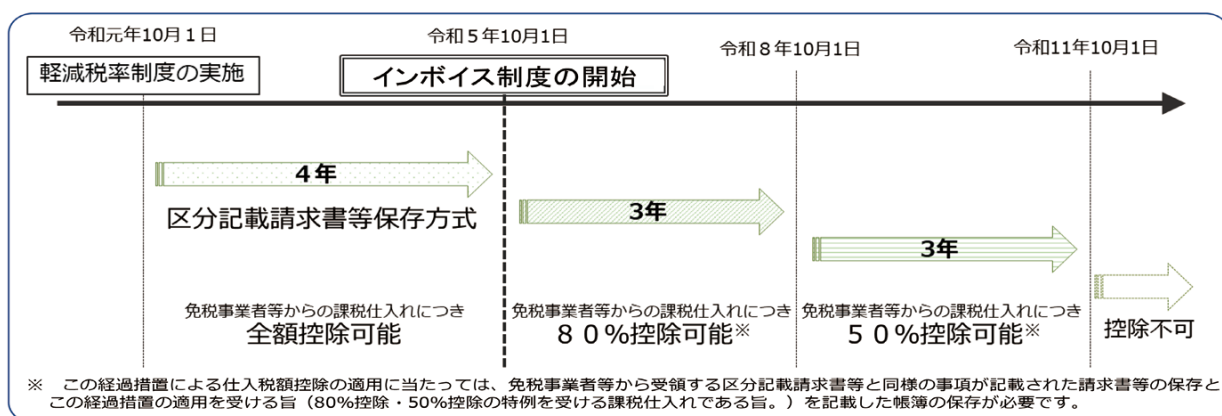 令和元年10月1日
令和5年10月1日
令和8年10月1日
令和11年10月1日
軽減税率制度の実施
インボイス制度の開始
4年
区分記載請求書等保存方式
3年
3年
免税事業者等からの課税仕入れにつき
全額控除可能
免税事業者等からの課税仕入れにつき
80%控除可能※
免税事業者等からの課税仕入れにつき
50%控除可能※
控除不可
※ この経過措置による仕入税額控除の適用に当たっては、免税事業者等から受領する区分記載請求書等と同様の事項が記載された請求書等の保存と
この経過措置の適用を受ける旨（80%控除・50%控除の特例を受ける課税仕入れである旨。）を記載した帳簿の保存が必要です。